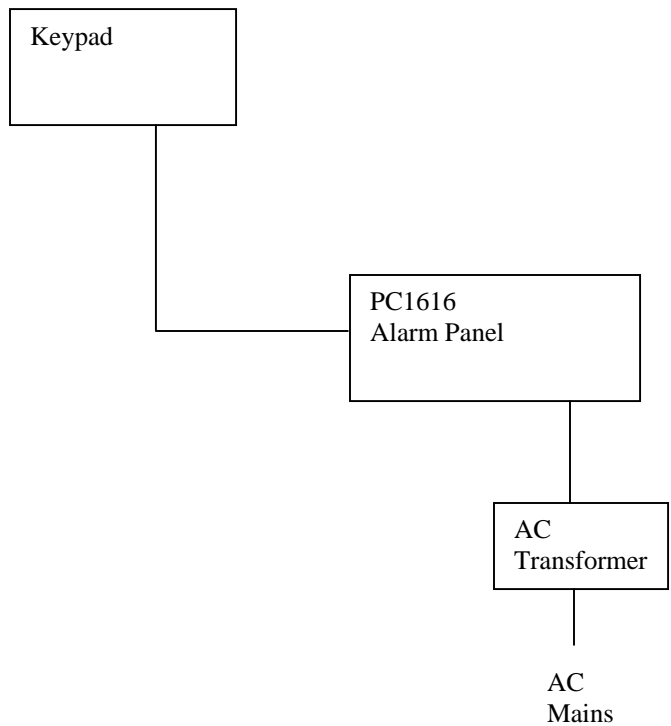 Keypad
PC1616
Alarm Panel
AC
Transformer
AC
Mains